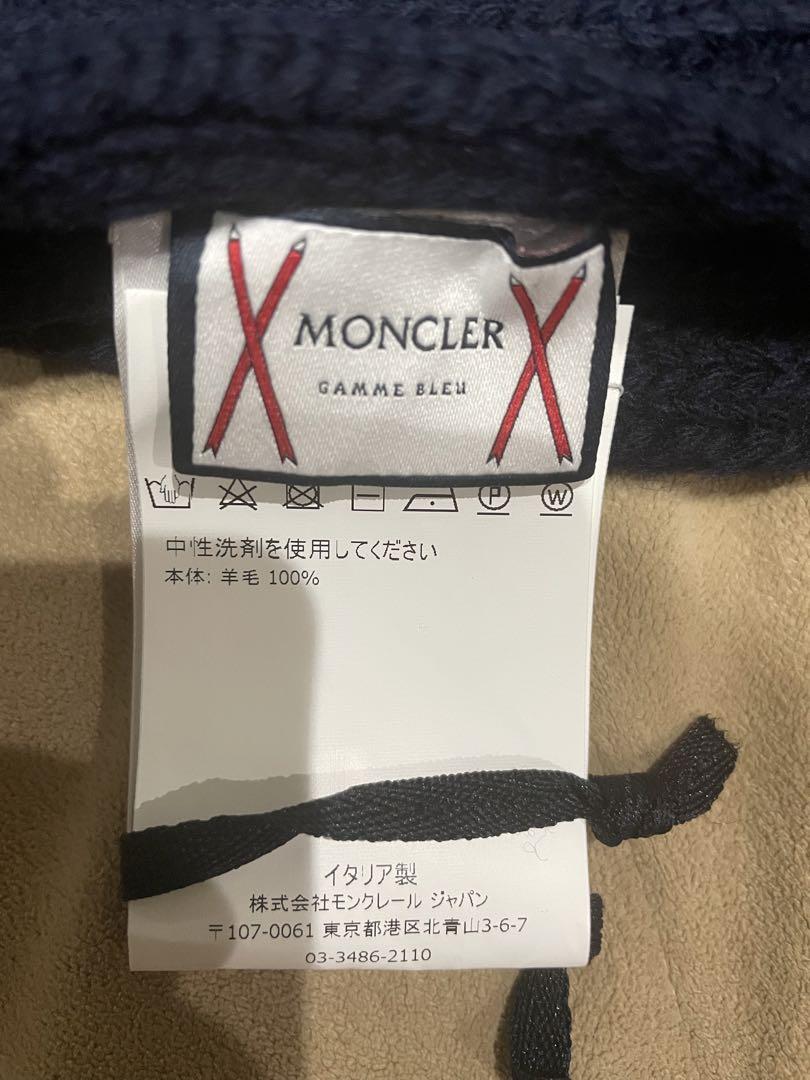 MONCLER
GAMME BLEU
P
W
中性洗剤を使用してください
本体: 羊毛 100%
イタリア製
株式会社モンクレール ジャパン
〒107-0061 東京都港区北青山3-6-7
03-3486-2110